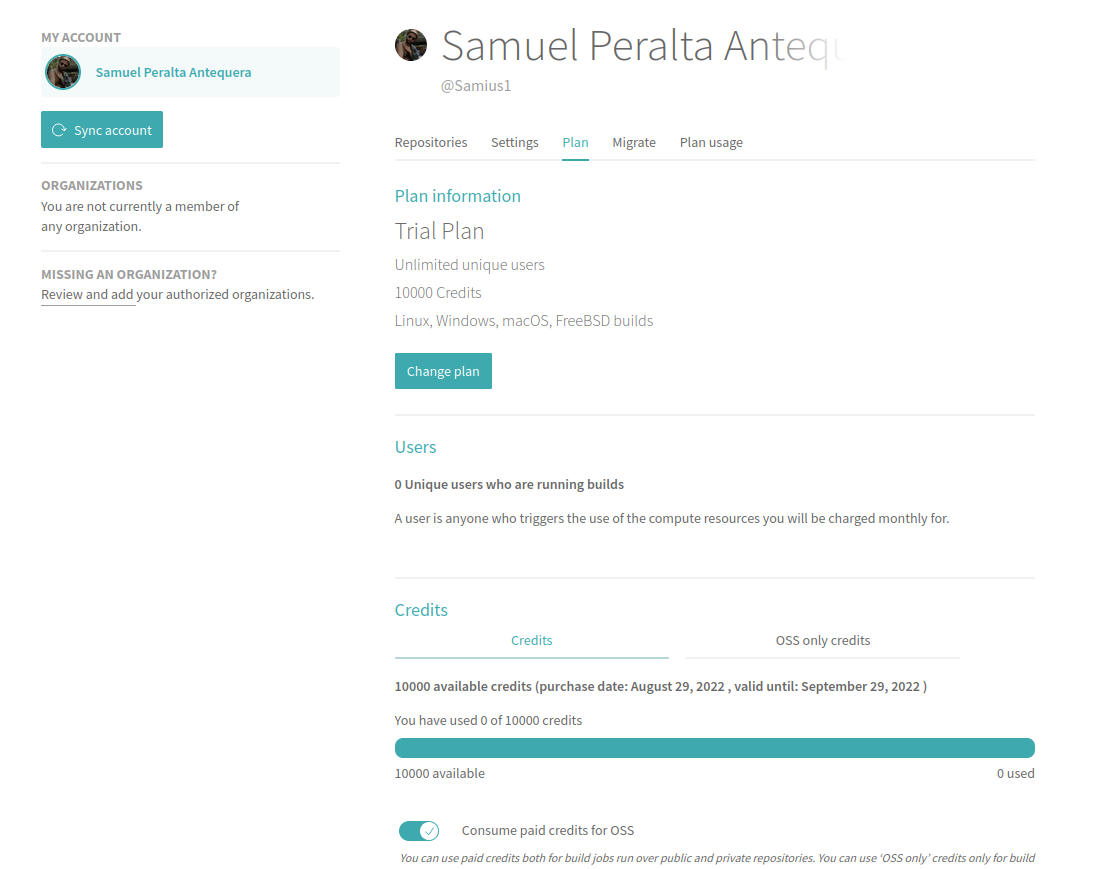 MY ACCOUNT
Samuel Peralta Antequera
Sync account
ORGANIZATIONS
You are not currently a member of
any organization.
MISSING AN ORGANIZATION?
Review and add your authorized organizations.
Samuel Peralta Antequ
@Samius1
Repositories Settings Plan Migrate Plan usage
Plan information
Trial Plan
Unlimited unique users
10000 Credits
Linux, Windows, macOS, FreeBSD builds
Change plan
Users
0 Unique users who are running builds
A user is anyone who triggers the use of the compute resources you will be charged monthly for.
Credits
Credits OSS only credits
10000 available credits (purchase date: August 29, 2022 , valid until: September 29, 2022 )
You have used 0 of 10000 credits
10000 available 0 used
Consume paid credits for OSS
You can use paid credits both for build jobs run over public and private repositories. You can use ‘OSS only’ credits only for build